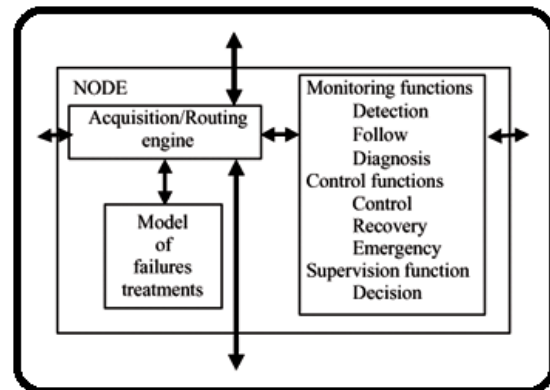 NODE
Acquisition/Routing
engine
Model
of
failures
treatments
Monitoring functions
Detection
Follow
Diagnosis
Control functions
Control
Recovery
Emergency
Supervision function
Decision